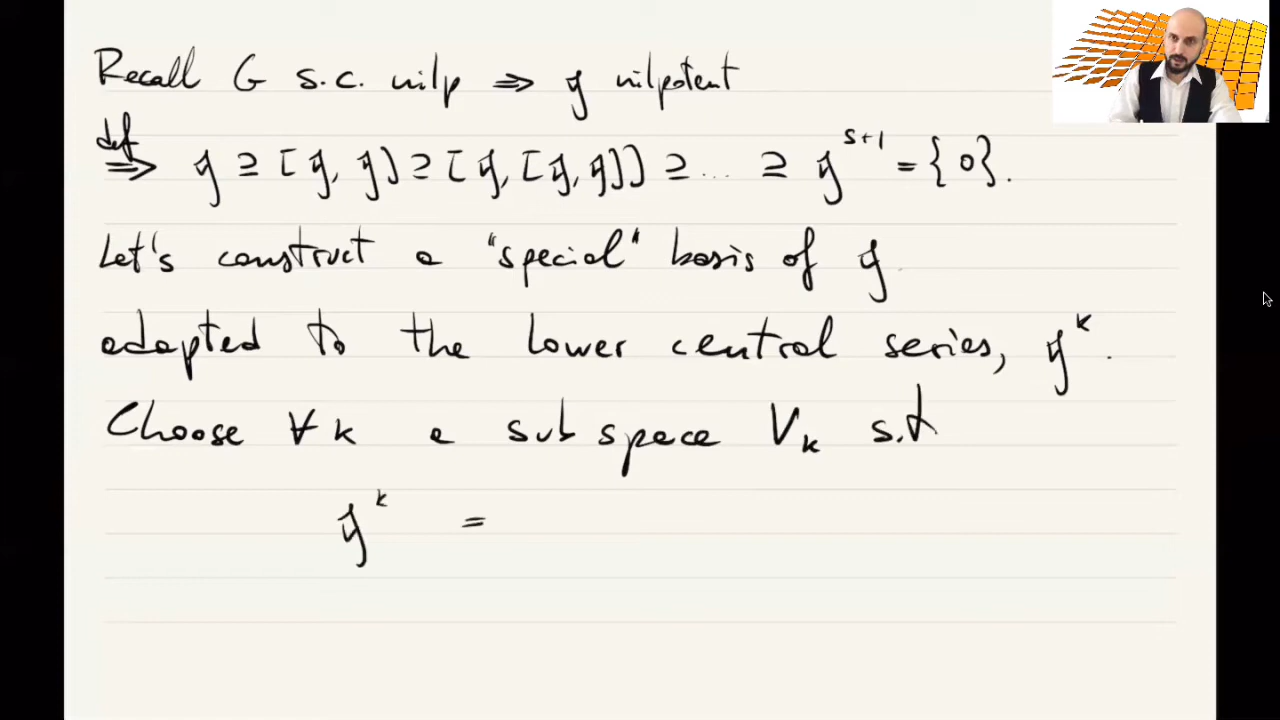 Recall G s.c. nilp ⇒ g nilpotent
def ⇒ g ⊇ [g, g] ⊇ [g, [g, g]] ⊇ ... ⊇ g^{s+1} = {0}.
Let's construct a "special" basis of g
adapted to the lower central series, g^k.
Choose ∀k a subspace V_k s.t
g^k =